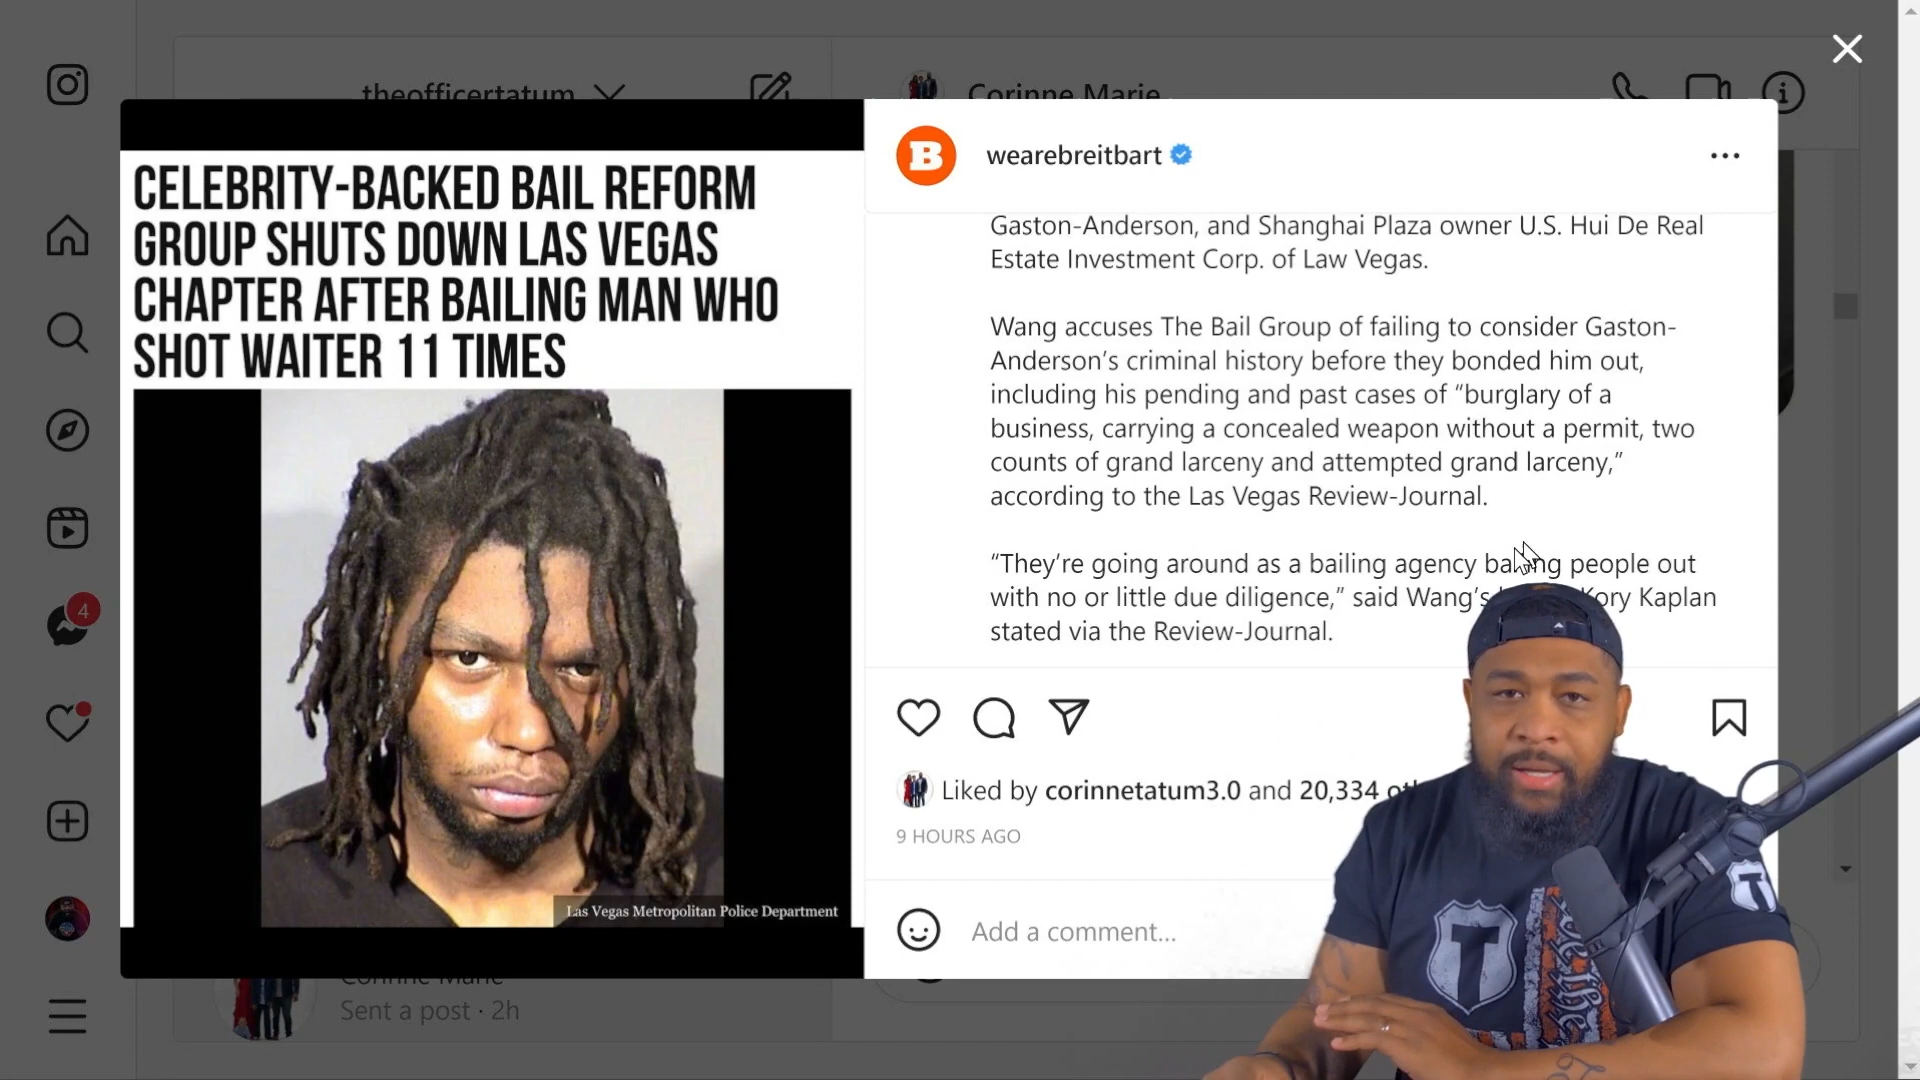 theofficertatum
Corinne Marie
CELEBRITY-BACKED BAIL REFORM
GROUP SHUTS DOWN LAS VEGAS
CHAPTER AFTER BAILING MAN WHO
SHOT WAITER 11 TIMES
Las Vegas Metropolitan Police Department
B
wearebreitbart
Gaston-Anderson, and Shanghai Plaza owner U.S. Hui De Real
Estate Investment Corp. of Law Vegas.
Wang accuses The Bail Group of failing to consider Gaston-
Anderson's criminal history before they bonded him out,
including his pending and past cases of “burglary of a
business, carrying a concealed weapon without a permit, two
counts of grand larceny and attempted grand larceny,”
according to the Las Vegas Review-Journal.
“They're going around as a bailing agency bailing people out
with no or little due diligence,” said Wang's Kory Kaplan
stated via the Review-Journal.
Liked by corinnetatum3.0 and 20,334
9 HOURS AGO
Add a comment...
4
Corinne Marie
Sent a post · 2h
T
T